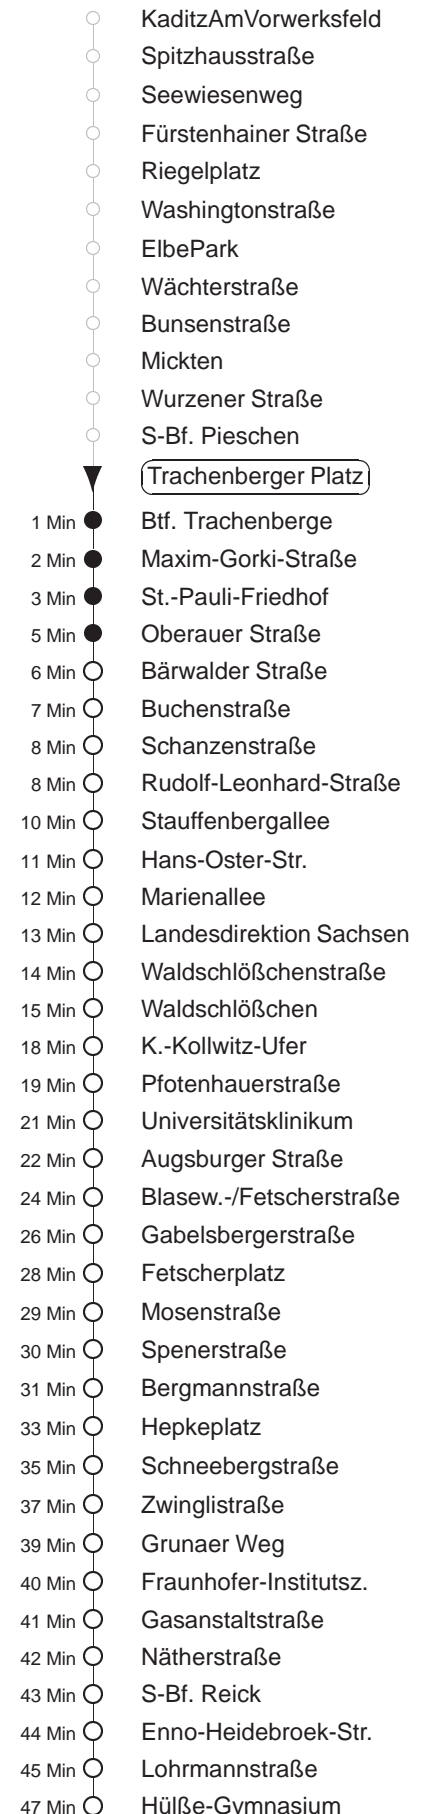 KaditzAmVorwerksfeld
Spitzhausstraße
Seewiesenweg
Fürstenhainer Straße
Riegelplatz
Washingtonstraße
ElbePark
Wächterstraße
Bunsenstraße
Mickten
Wurzener Straße
S-Bf. Pieschen
Trachenberger Platz
1 Min Btf. Trachenberge
2 Min Maxim-Gorki-Straße
3 Min St.-Pauli-Friedhof
5 Min Oberauer Straße
6 Min Bärwalder Straße
7 Min Buchenstraße
8 Min Schanzenstraße
8 Min Rudolf-Leonhard-Straße
10 Min Stauffenbergallee
11 Min Hans-Oster-Str.
12 Min Marienallee
13 Min Landesdirektion Sachsen
14 Min Waldschlößchenstraße
15 Min Waldschlößchen
18 Min K.-Kollwitz-Ufer
19 Min Pfotenhauerstraße
21 Min Universitätsklinikum
22 Min Augsburger Straße
24 Min Blasew.-/Fetscherstraße
26 Min Gabelsbergerstraße
28 Min Fetscherplatz
29 Min Mosenstraße
30 Min Spenerstraße
31 Min Bergmannstraße
33 Min Hepkeplatz
35 Min Schneebergstraße
37 Min Zwinglistraße
39 Min Grunaer Weg
40 Min Fraunhofer-Institutsz.
41 Min Gasanstaltstraße
42 Min Nätherstraße
43 Min S-Bf. Reick
44 Min Enno-Heidebroek-Str.
45 Min Lohrmannstraße
47 Min Hülße-Gymnasium